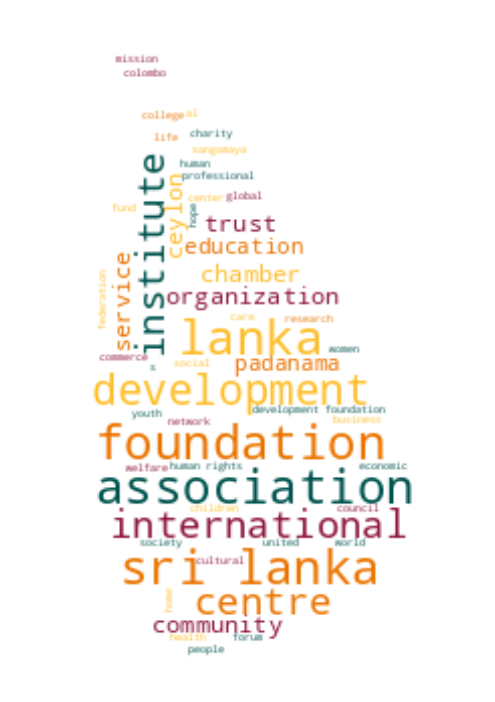 mission
colombo
college al
life charity
sangamaya
human
professional
institute
ceylon
center global
fund hope
trust
education
service
chamber
federation
organization
care research
lanka
women
commerce
s social padanama
development
youth development foundation
network business
foundation
welfare human rights economic
association
children council
international
society united world
cultural
sri lanka
home centre
community
health forum
people